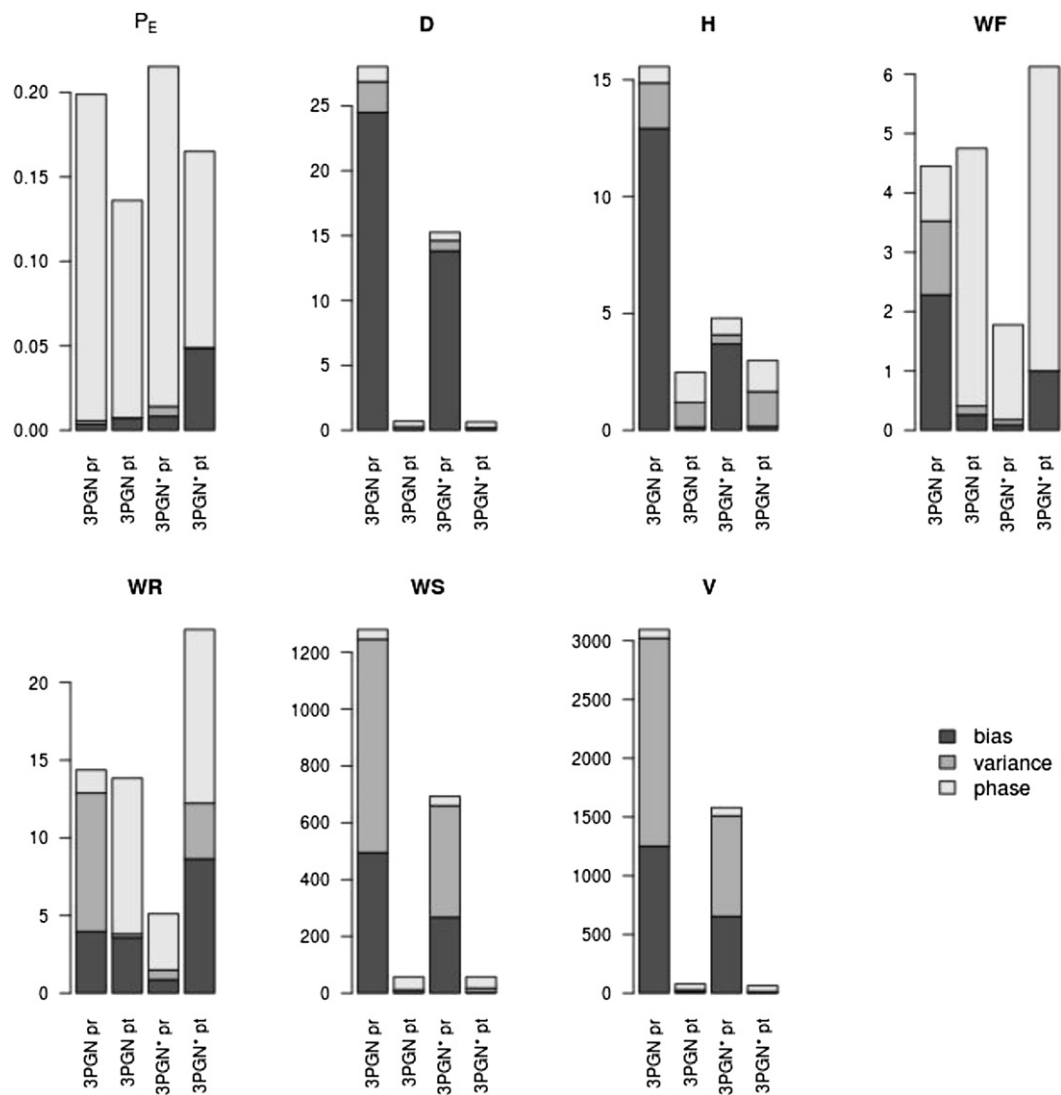 P_E D H WF
0.20 25 15 6
0.15 20 10 5
0.10 15 5 4
0.05 10 0 3
0.00 5 2
0 1
0
3PGN pr 3PGN pt 3PGN* pr 3PGN* pt 3PGN pr 3PGN pt 3PGN* pr 3PGN* pt 3PGN pr 3PGN pt 3PGN* pr 3PGN* pt 3PGN pr 3PGN pt 3PGN* pr 3PGN* pt
WR WS V
20 1200 3000
15 1000 2500
10 800 2000
5 600 1500
0 400 1000
200 500
0 0
bias
variance
phase
3PGN pr 3PGN pt 3PGN* pr 3PGN* pt 3PGN pr 3PGN pt 3PGN* pr 3PGN* pt 3PGN pr 3PGN pt 3PGN* pr 3PGN* pt